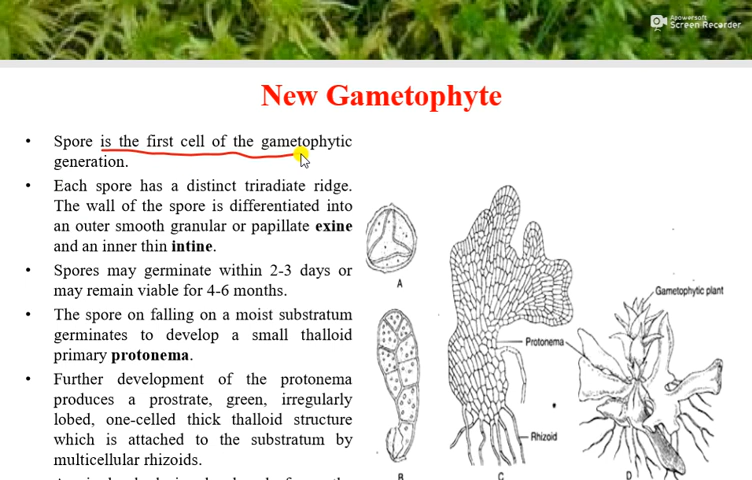 Apowersoft
Screen Recorder
New Gametophyte
• Spore is the first cell of the gametophytic
generation.
• Each spore has a distinct triradiate ridge.
The wall of the spore is differentiated into
an outer smooth granular or papillate exine
and an inner thin intine.
• Spores may germinate within 2-3 days or
may remain viable for 4-6 months.
• The spore on falling on a moist substratum
germinates to develop a small thalloid
primary protonema.
• Further development of the protonema
produces a prostrate, green, irregularly
lobed, one-celled thick thalloid structure
which is attached to the substratum by
multicellular rhizoids.
A
B
Protonema
Rhizoid
C
Gametophytic plant
D